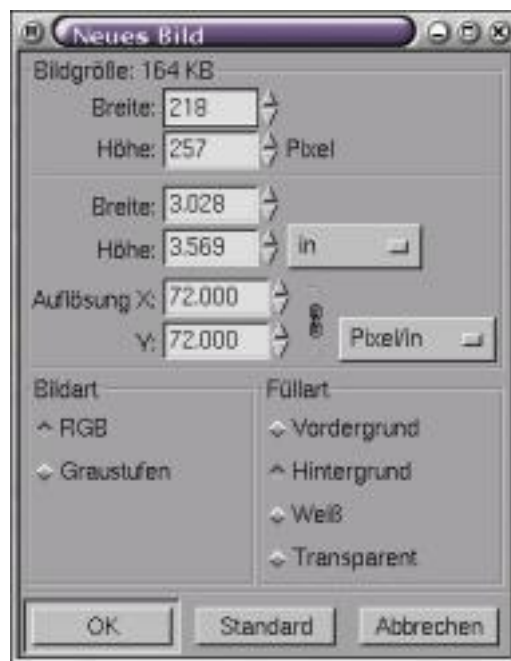 Neues Bild
Bildgröße: 164 KB
Breite: 218
Höhe: 257 Pixel
Breite: 3.028
Höhe: 3.569 in
Auflösung X: 72.000
Y: 72.000 Pixel/in
Bildart
RGB
Graustufen
Füllart
Vordergrund
Hintergrund
Weiß
Transparent
OK Standard Abbrechen